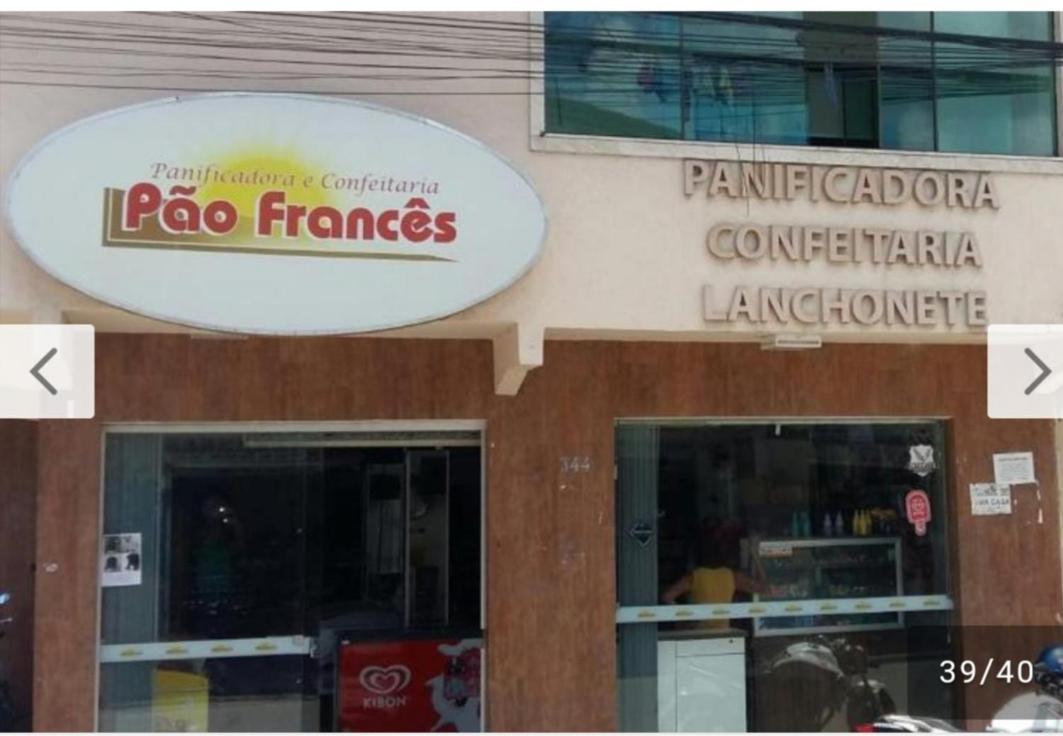 Panificadora e Confeitaria
Pão Francês
PANIFICADORA
CONFEITARIA
LANCHONETE
344
KIBON
39/40